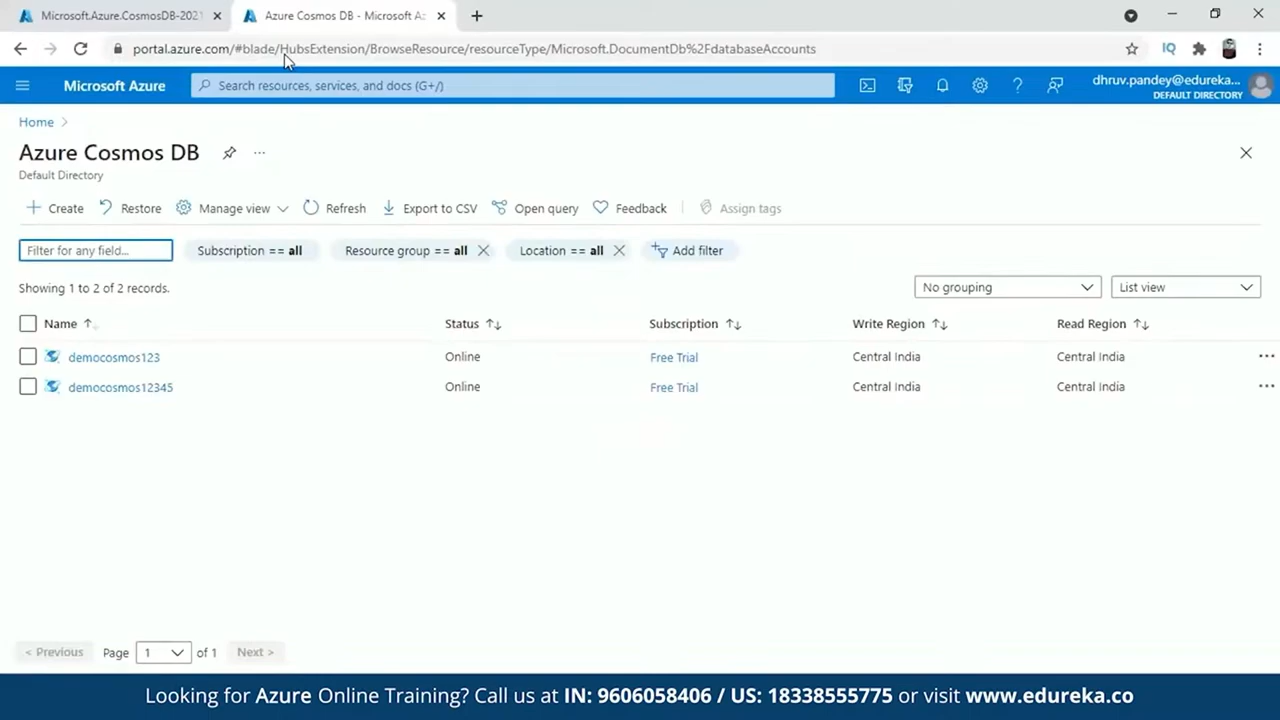 Microsoft.Azure.CosmosDB-2021
Azure Cosmos DB - Microsoft Az
portal.azure.com/#blade/HubsExtension/BrowseResource/resourceType/Microsoft.DocumentDb%2FdatabaseAccounts
IQ
Microsoft Azure
Search resources, services, and docs (G+/)
dhruv.pandey@edureka...
DEFAULT DIRECTORY
Home
Azure Cosmos DB
Default Directory
Create
Restore
Manage view
Refresh
Export to CSV
Open query
Feedback
Assign tags
Filter for any field...
Subscription == all
Resource group == all
Location == all
Add filter
Showing 1 to 2 of 2 records.
No grouping
List view
Name Status Subscription Write Region Read Region
democosmos123 Online Free Trial Central India Central India
democosmos12345 Online Free Trial Central India Central India
< Previous Page 1 of 1 Next >
Looking for Azure Online Training? Call us at IN: 9606058406 / US: 18338555775 or visit www.edureka.co